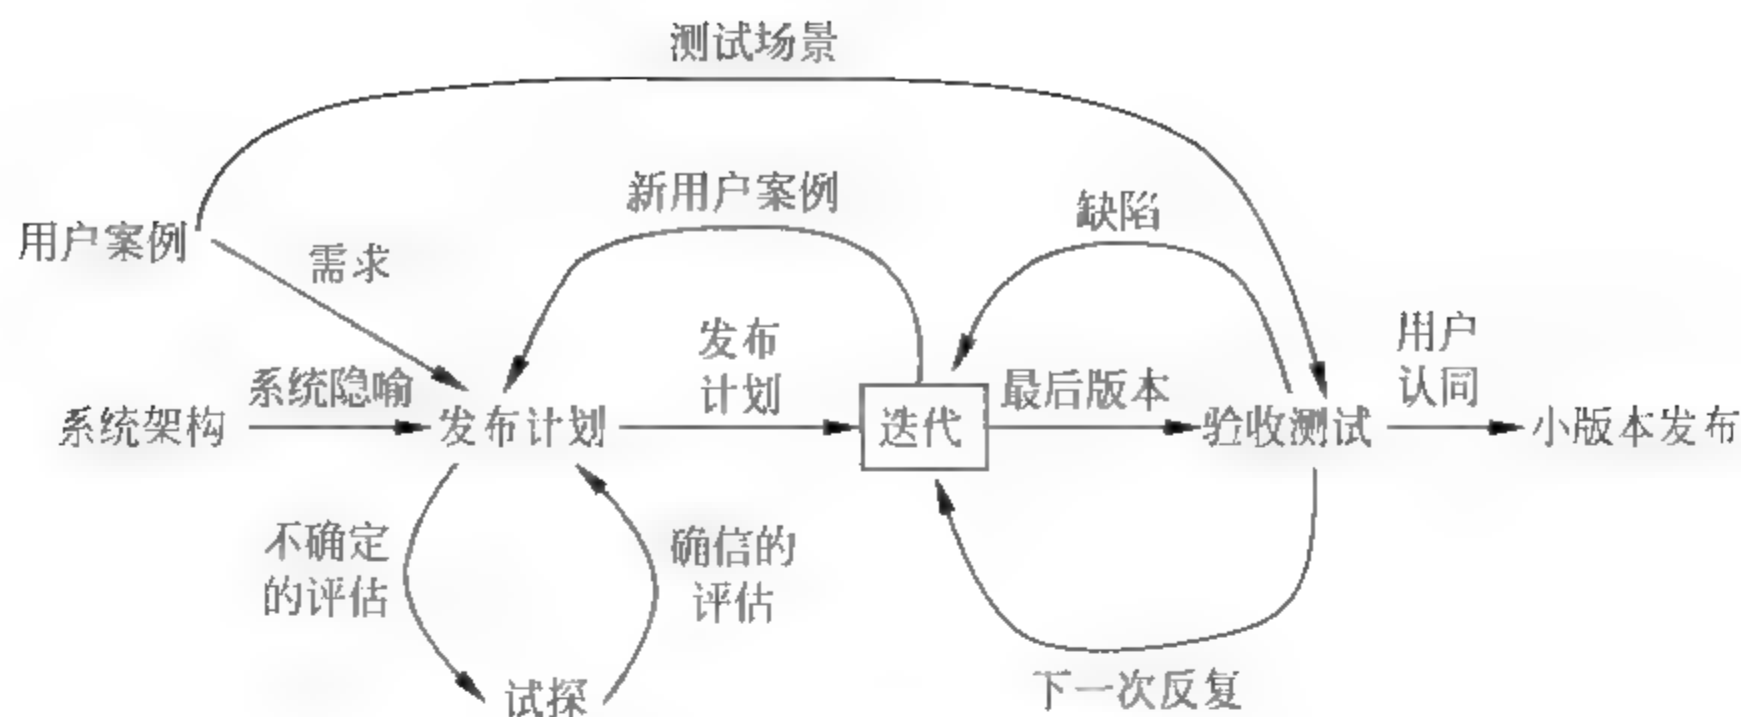 测试场景
新用户案例
缺陷
用户案例
需求
发布
计划
用户
认同
系统隐喻
最后版本
系统架构
发布计划
迭代
验收测试
小版本发布
不确定
的评估
确信的
评估
试探
下一次反复